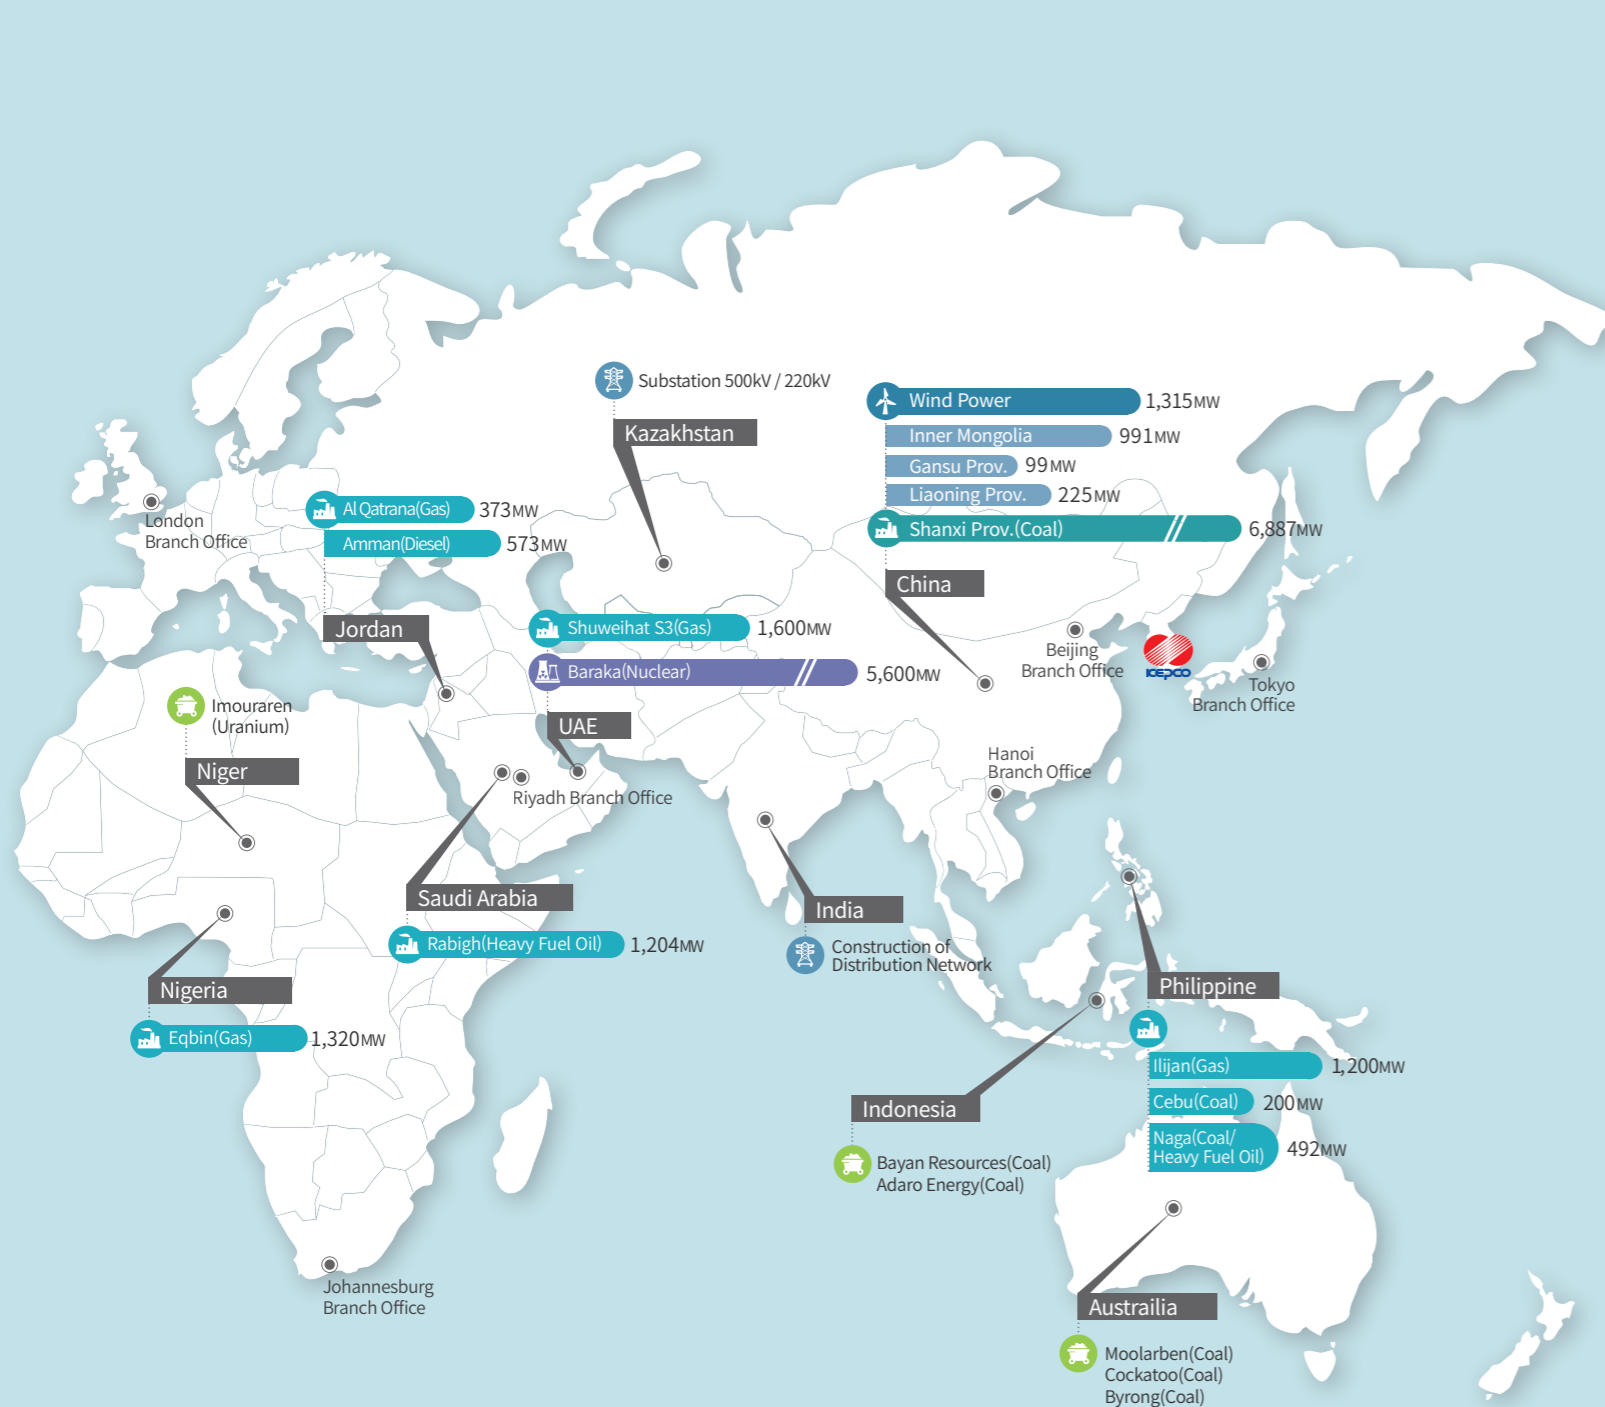 Substation 500kV / 220kV
Kazakhstan
Wind Power 1,315MW
Inner Mongolia 991MW
Gansu Prov. 99MW
Liaoning Prov. 225MW
Shanxi Prov.(Coal) 6,887MW
China
London
Branch Office
Al Qatrana(Gas) 373MW
Amman(Diesel) 573MW
Jordan
Shuweihat S3(Gas) 1,600MW
Baraka(Nuclear) 5,600MW
UAE
Beijing
Branch Office
KEPCO
Tokyo
Branch Office
Imouraren
(Uranium)
Niger
Hanoi
Branch Office
Riyadh Branch Office
Saudi Arabia
Rabigh(Heavy Fuel Oil) 1,204MW
India
Construction of
Distribution Network
Nigeria
Eqbin(Gas) 1,320MW
Philippine
Ilijan(Gas) 1,200MW
Cebu(Coal) 200MW
Naga(Coal/
Heavy Fuel Oil) 492MW
Indonesia
Bayan Resources(Coal)
Adaro Energy(Coal)
Johannesburg
Branch Office
Austrailia
Moolarben(Coal)
Cockatoo(Coal)
Byrong(Coal)